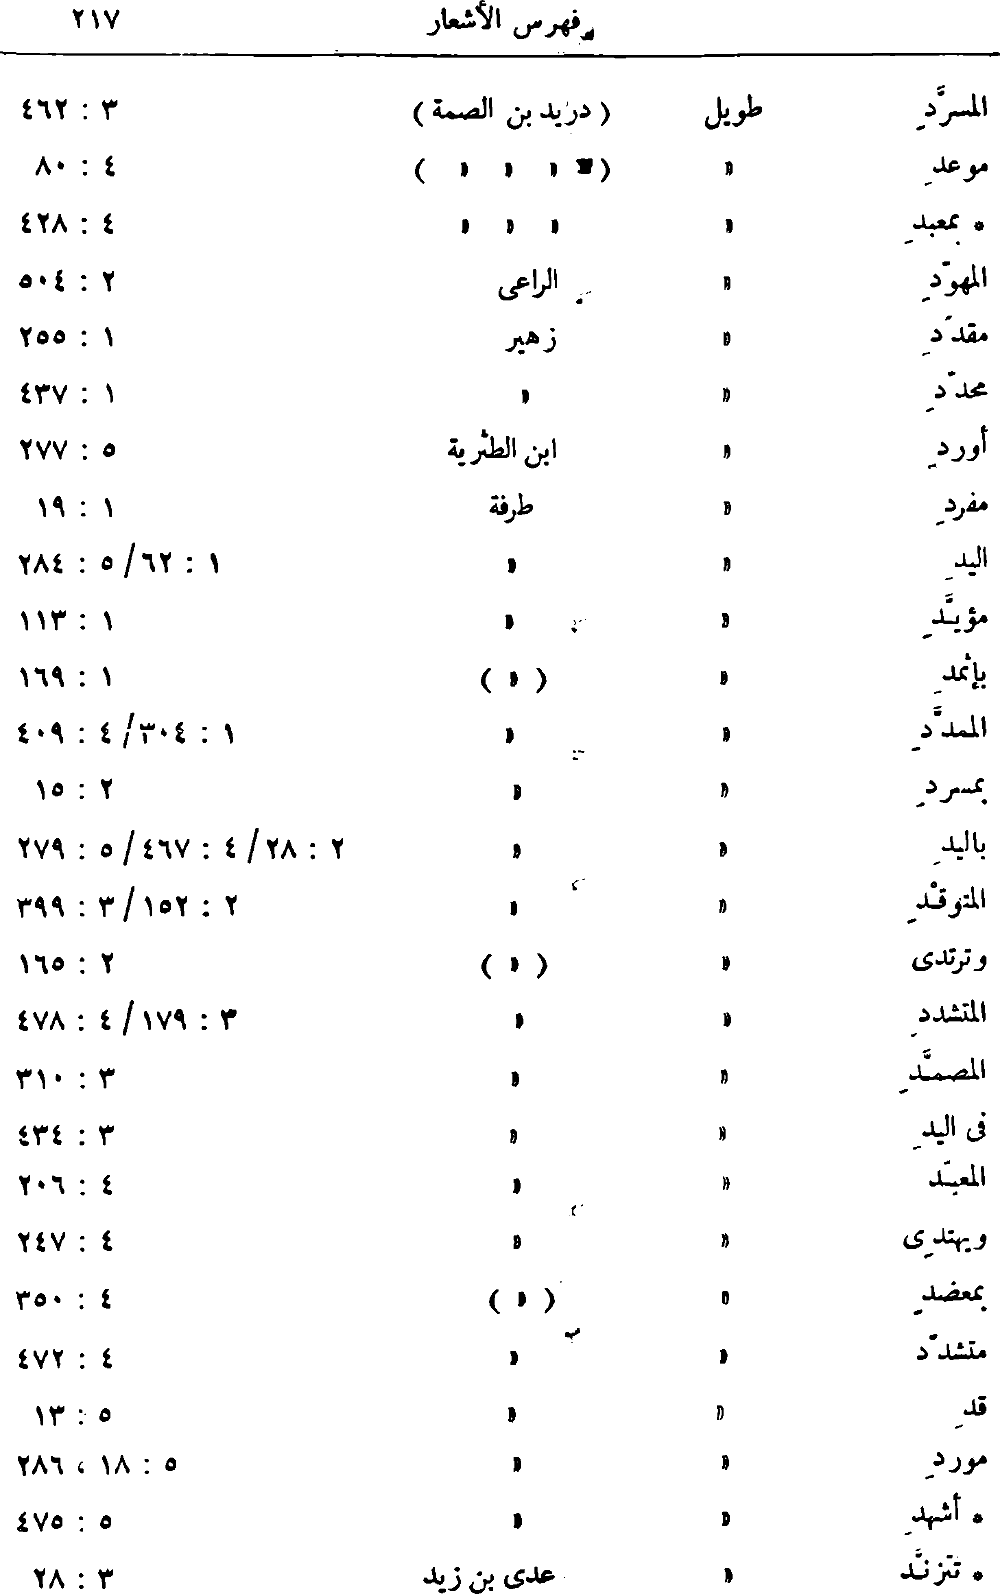 فهرس الأشعار ٢١٧
المسرَّدِ طويل (دريد بن الصمة) ٣ : ٤٦٢
موعدِ » (» » » ) ٤ : ٨٠
* بمعبدِ » » » » ٤ : ٤٢٨
المهوّدِ » الراعى ٢ : ٥٠٤
مقدّدِ » زهير ١ : ٢٥٥
محدّدِ » » ١ : ٤٣٧
أوردِ » ابن الطثرية ٥ : ٢٧٧
مفردِ » طرفة ١ : ١٩
اليدِ » » ١ : ٦٢/ ٥ : ٢٨٤
مؤيَّدِ » » ١ : ١١٣
بإثمدِ » ( » ) ١ : ١٦٩
الممدَّدِ » » ١ : ٣٠٤/ ٤ : ٤٠٩
بمسردِ » » ٢ : ١٥
باليدِ » » ٢ : ٢٨/ ٤ : ٤٦٧/ ٥ : ٢٧٩
المتوقّدِ » » ٢ : ١٥٢/ ٣ : ٣٩٩
وترتدى » ( » ) ٢ : ١٦٥
المتشددِ » » ٣ : ١٧٩/ ٤ : ٤٧٨
المصمَّدِ » » ٣ : ٣١٠
فى اليدِ » » ٣ : ٤٣٤
المعبّد » » ٤ : ٢٠٦
ويهتدِى » » ٤ : ٢٤٧
بمعضدِ » ( » ) ٤ : ٣٥٠
متشدّد » » ٤ : ٤٧٢
قدِ » » ٥ : ١٣
موردِ » » ٥ : ١٨ ، ٢٨٦
* أشهدِ » » ٥ : ٤٧٥
* تتزنَّد » عدى بن زيد ٣ : ٢٨